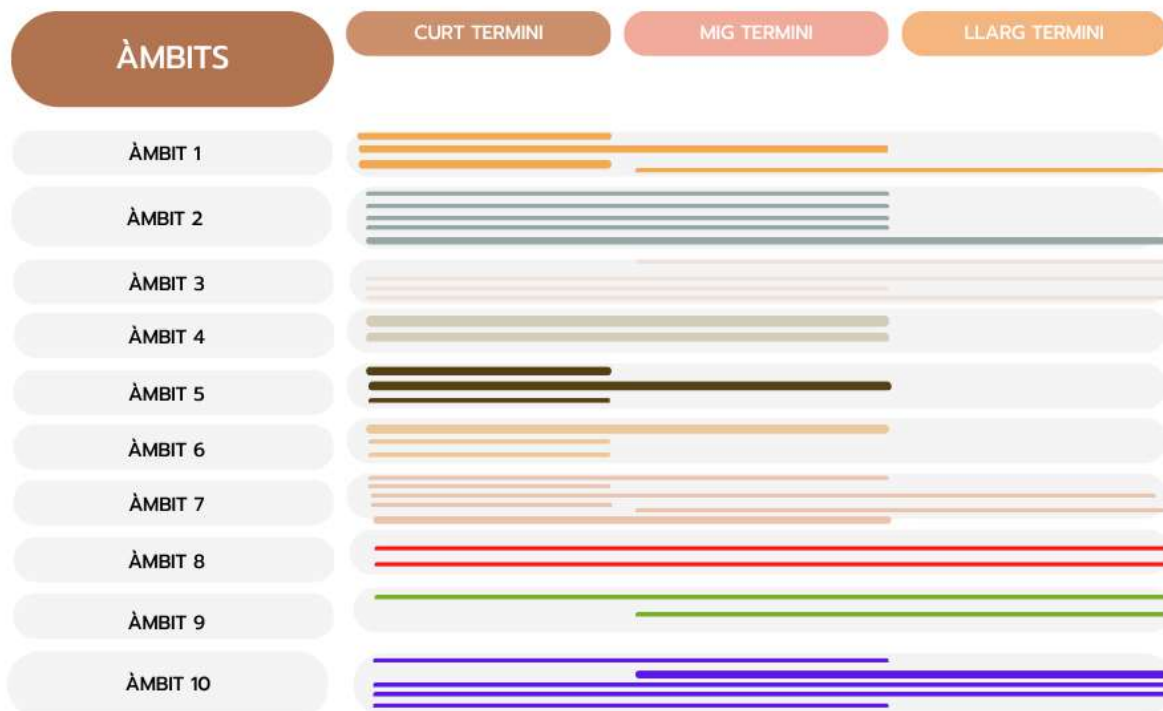 ÀMBITS
CURT TERMINI
MIG TERMINI
LLARG TERMINI
ÀMBIT 1
ÀMBIT 2
ÀMBIT 3
ÀMBIT 4
ÀMBIT 5
ÀMBIT 6
ÀMBIT 7
ÀMBIT 8
ÀMBIT 9
ÀMBIT 10